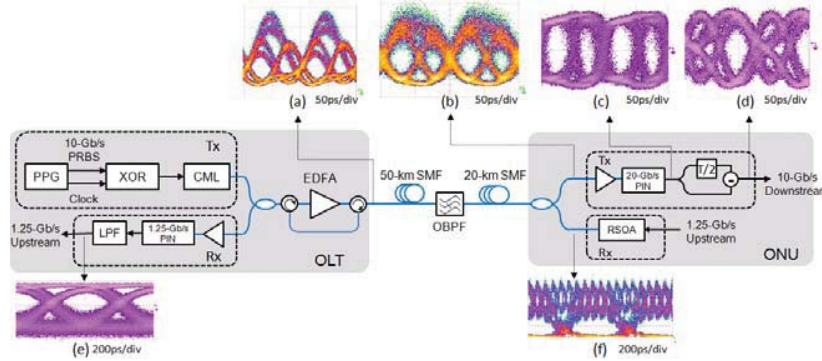 (a)
50ps/div
(b)
50ps/div
(c)
50ps/div
(d)
50ps/div
10-Gb/s
PRBS
Tx
PPG
XOR
CML
Clock
EDFA
50-km SMF
20-km SMF
OBPF
Tx
20-Gb/s
PIN
T/2
-
10-Gb/s
Downstream
1.25-Gb/s
Upstream
LPF
1.25-Gb/s
PIN
Rx
OLT
RSOA
Rx
1.25-Gb/s
Upstream
ONU
(e)
200ps/div
(f)
200ps/div